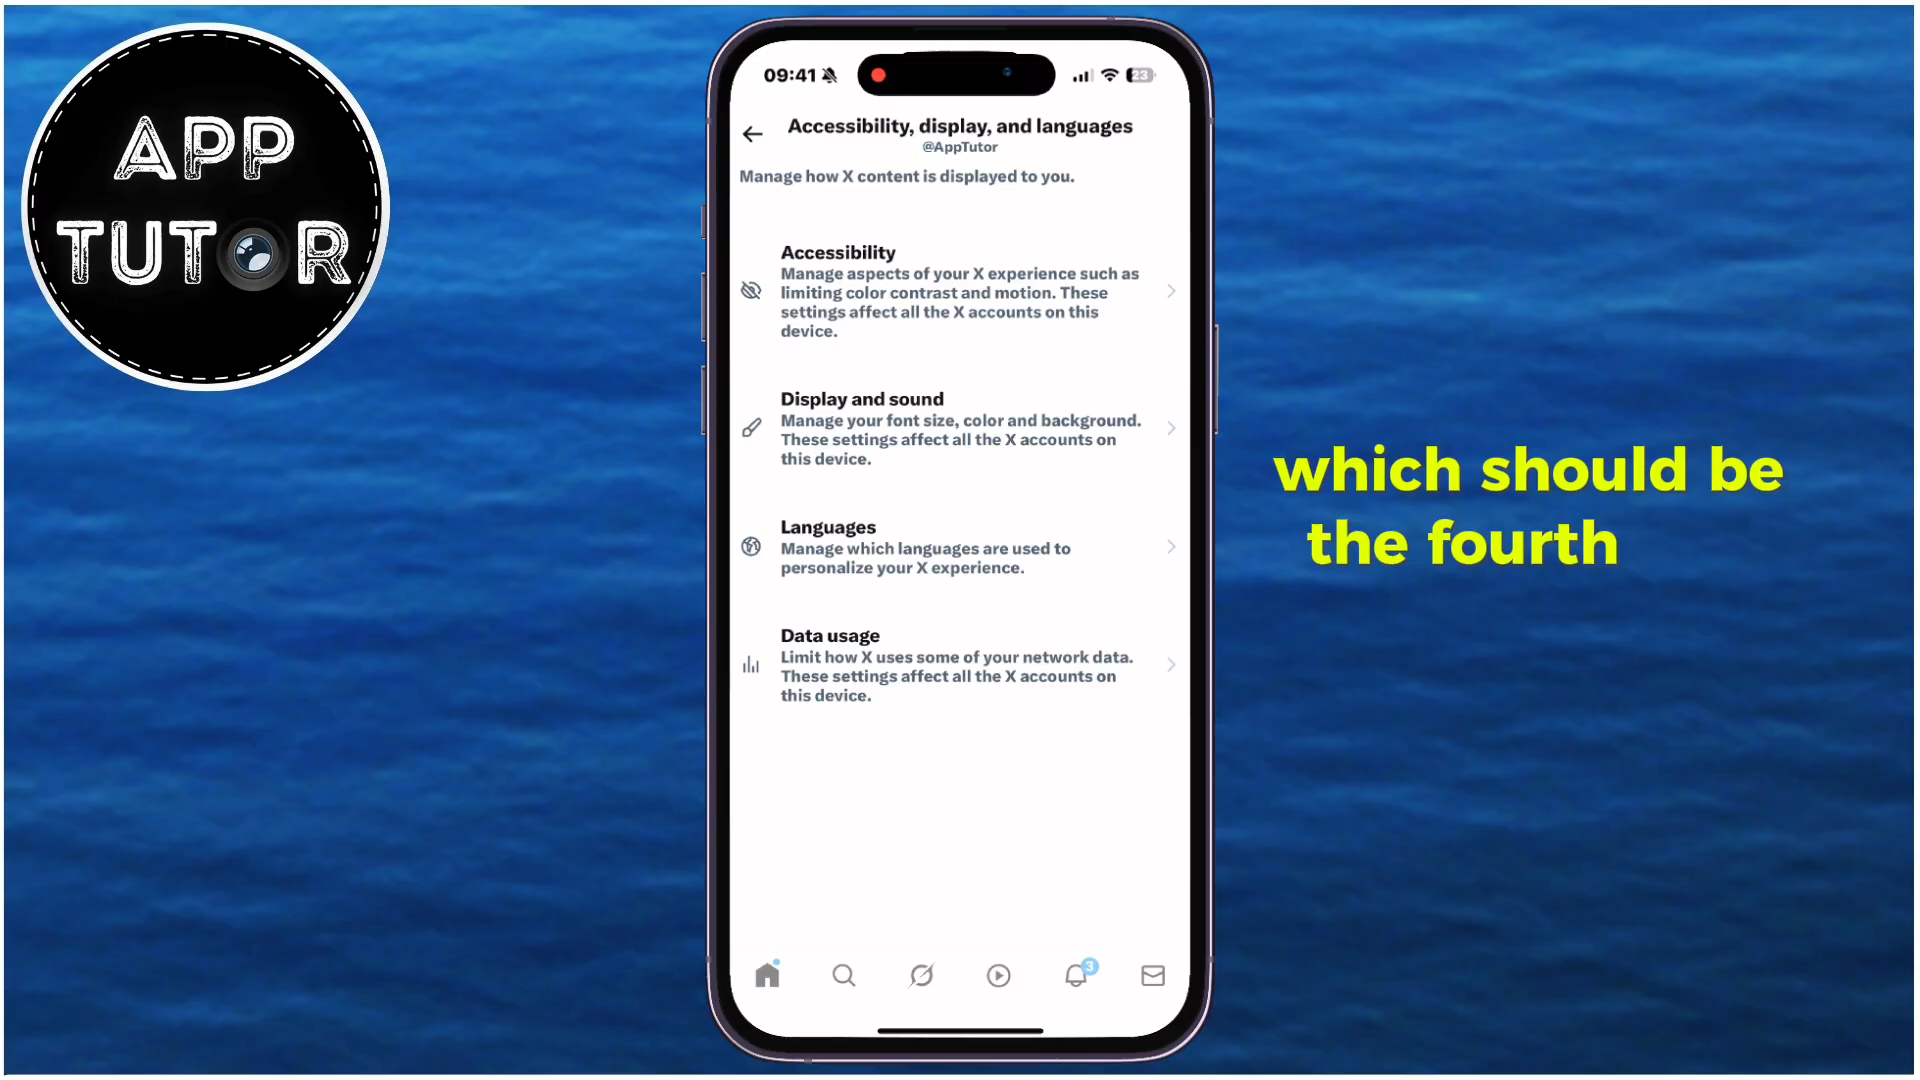 APP
TUTOR
09:41
23
Accessibility, display, and languages
@AppTutor
Manage how X content is displayed to you.
Accessibility
Manage aspects of your X experience such as
limiting color contrast and motion. These
settings affect all the X accounts on this
device.
Display and sound
Manage your font size, color and background.
These settings affect all the X accounts on
this device.
Languages
Manage which languages are used to
personalize your X experience.
Data usage
Limit how X uses some of your network data.
These settings affect all the X accounts on
this device.
3
which should be
the fourth